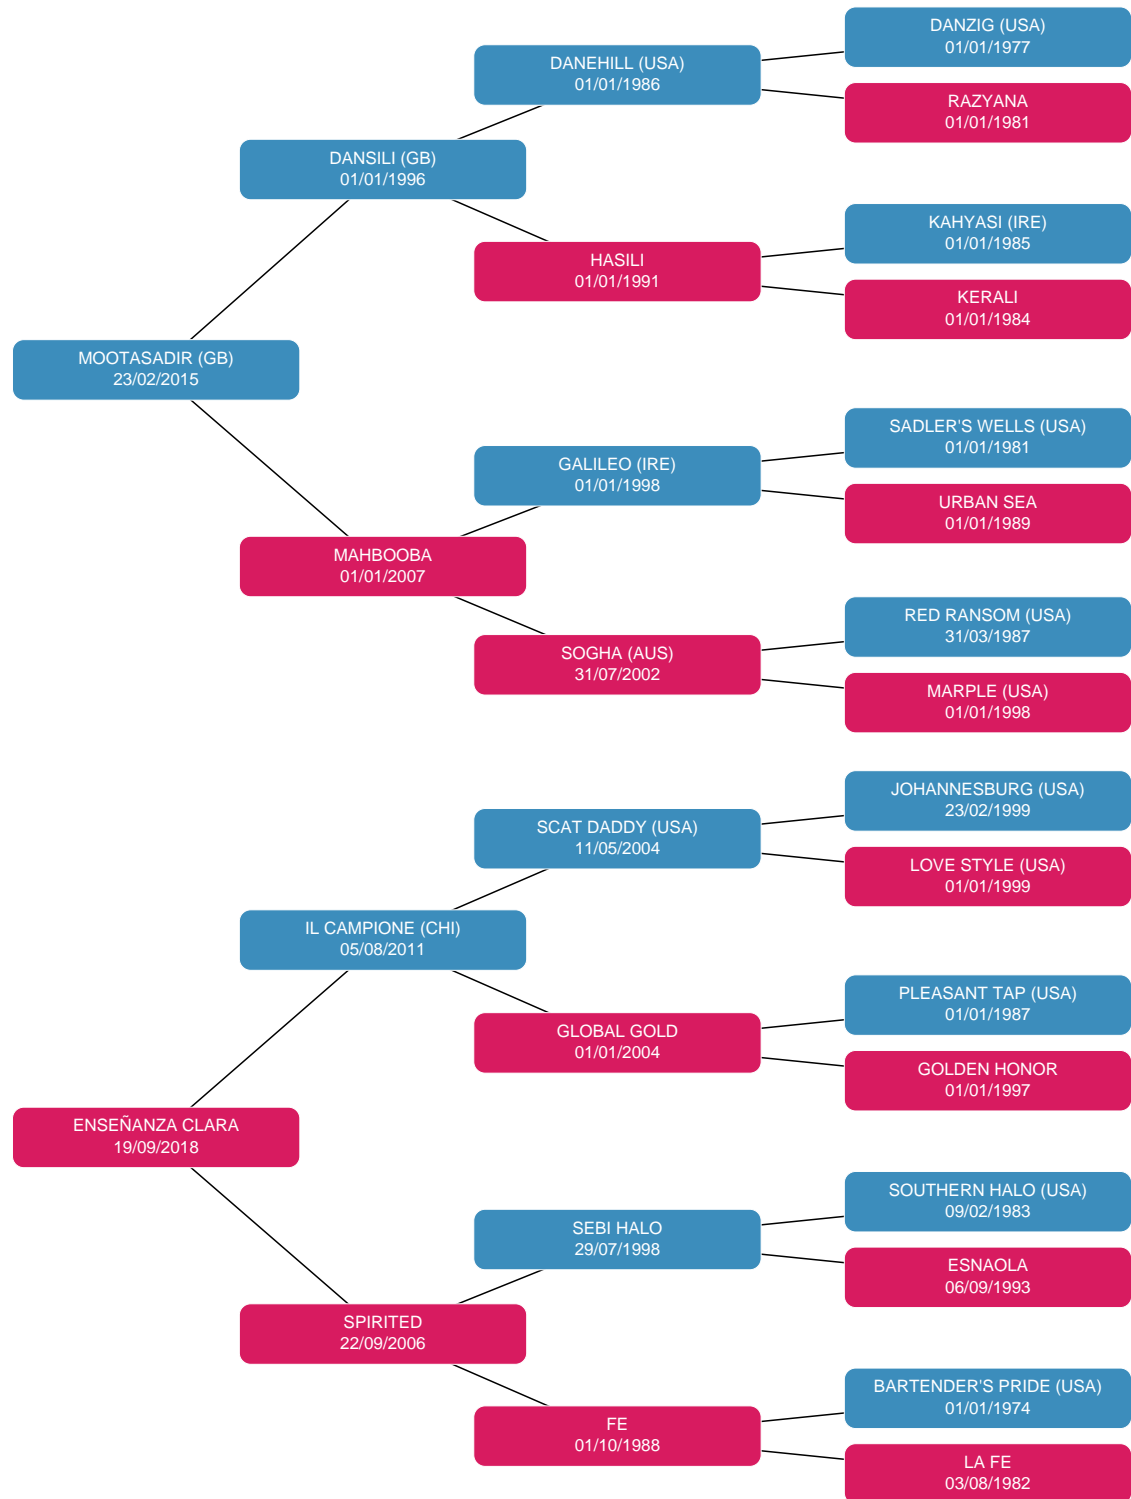 DANZIG (USA)
01/01/1977
DANEHILL (USA)
01/01/1986
RAZYANA
01/01/1981
DANSILI (GB)
01/01/1996
KAHYASI (IRE)
01/01/1985
HASILI
01/01/1991
KERALI
01/01/1984
MOOTASADIR (GB)
23/02/2015
SADLER'S WELLS (USA)
01/01/1981
GALILEO (IRE)
01/01/1998
URBAN SEA
01/01/1989
MAHBOOBA
01/01/2007
RED RANSOM (USA)
31/03/1987
SOGHA (AUS)
31/07/2002
MARPLE (USA)
01/01/1998
JOHANNESBURG (USA)
23/02/1999
SCAT DADDY (USA)
11/05/2004
LOVE STYLE (USA)
01/01/1999
IL CAMPIONE (CHI)
05/08/2011
PLEASANT TAP (USA)
01/01/1987
GLOBAL GOLD
01/01/2004
GOLDEN HONOR
01/01/1997
ENSEÑANZA CLARA
19/09/2018
SOUTHERN HALO (USA)
09/02/1983
SEBI HALO
29/07/1998
ESNAOLA
06/09/1993
SPIRITED
22/09/2006
BARTENDER'S PRIDE (USA)
01/01/1974
FE
01/10/1988
LA FE
03/08/1982